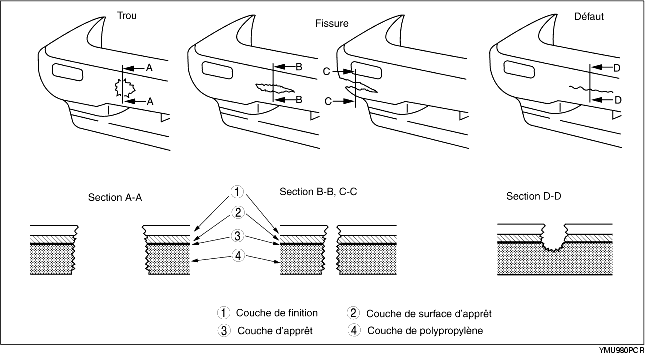 Trou
Fissure
Défaut
A
A
B
B
C
C
D
D
Section A-A
Section B-B, C-C
Section D-D
1
2
3
4
1 Couche de finition
2 Couche de surface d'apprêt
3 Couche d'apprêt
4 Couche de polypropylène
YMU980PCR